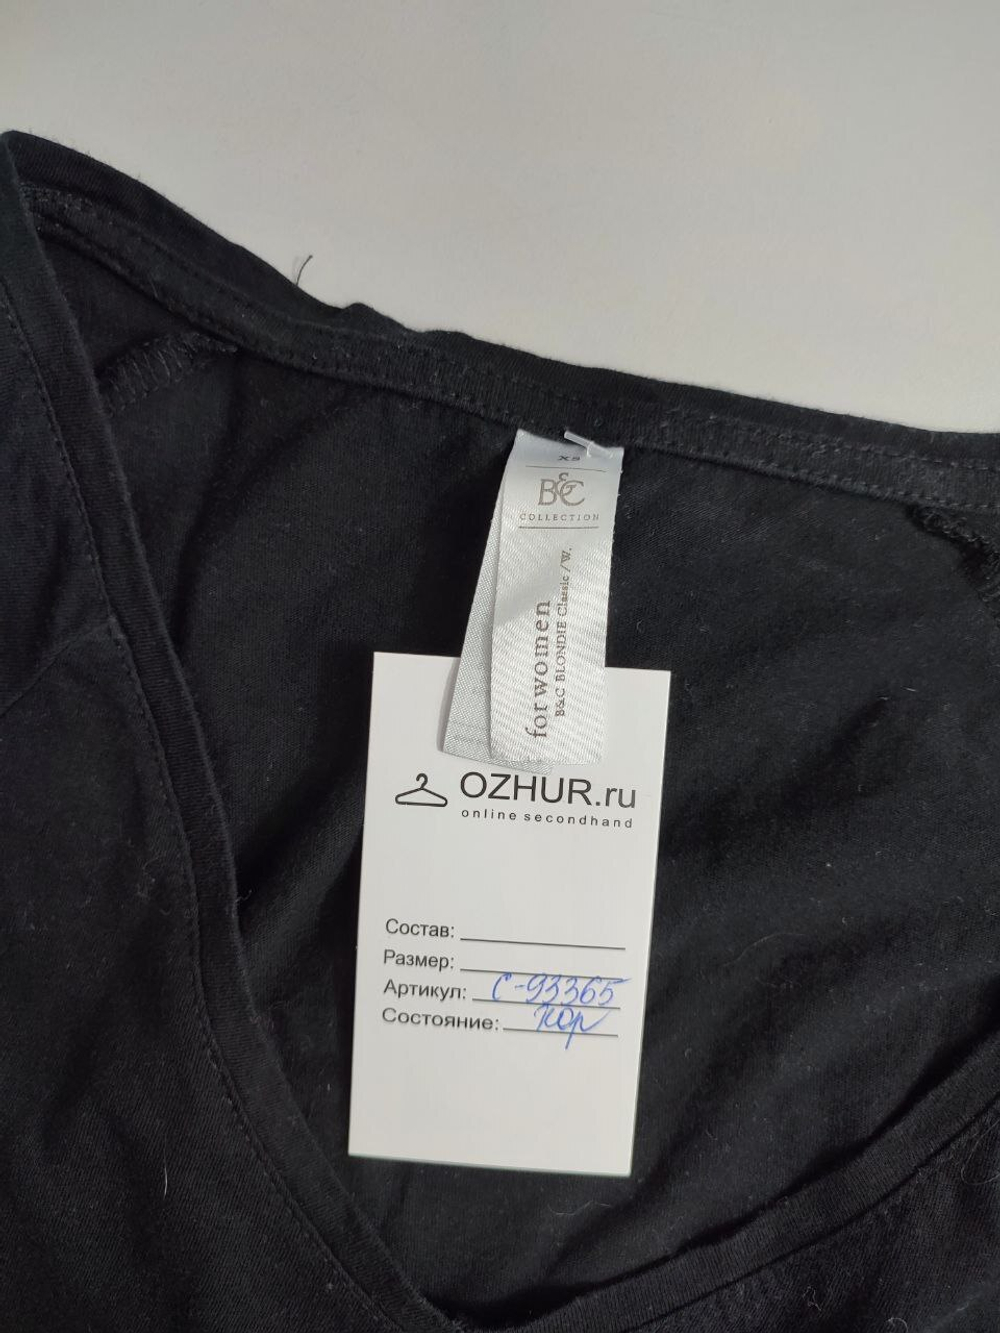 XS
B&C
COLLECTION
for women
B&C BLONDIE Classic /W.
OZHUR.ru
online secondhand
Состав:
Размер:
Артикул: С-93365
Состояние: хор